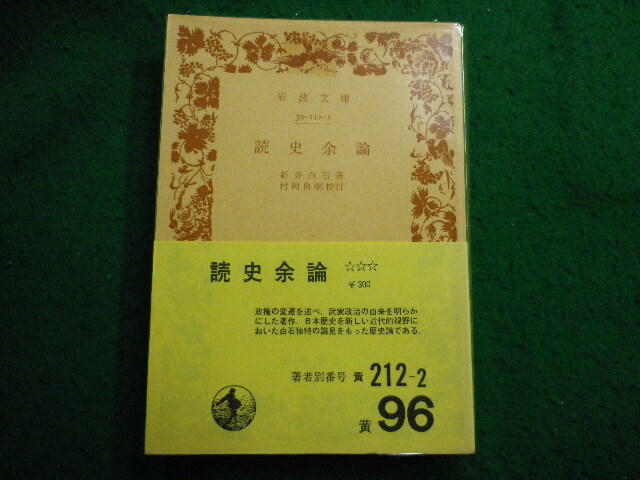 岩波文庫
30-212-2
読史余論
新井白石著
村岡典嗣校訂
読史余論 ☆☆☆
￥300
政権の変遷を述べ、武家政治の由来を明らか
にした著作。日本歴史を新しい近代的視野に
おいた白石独特の識見をもった歴史論である。
著者別番号 黄 212-2
黄 96